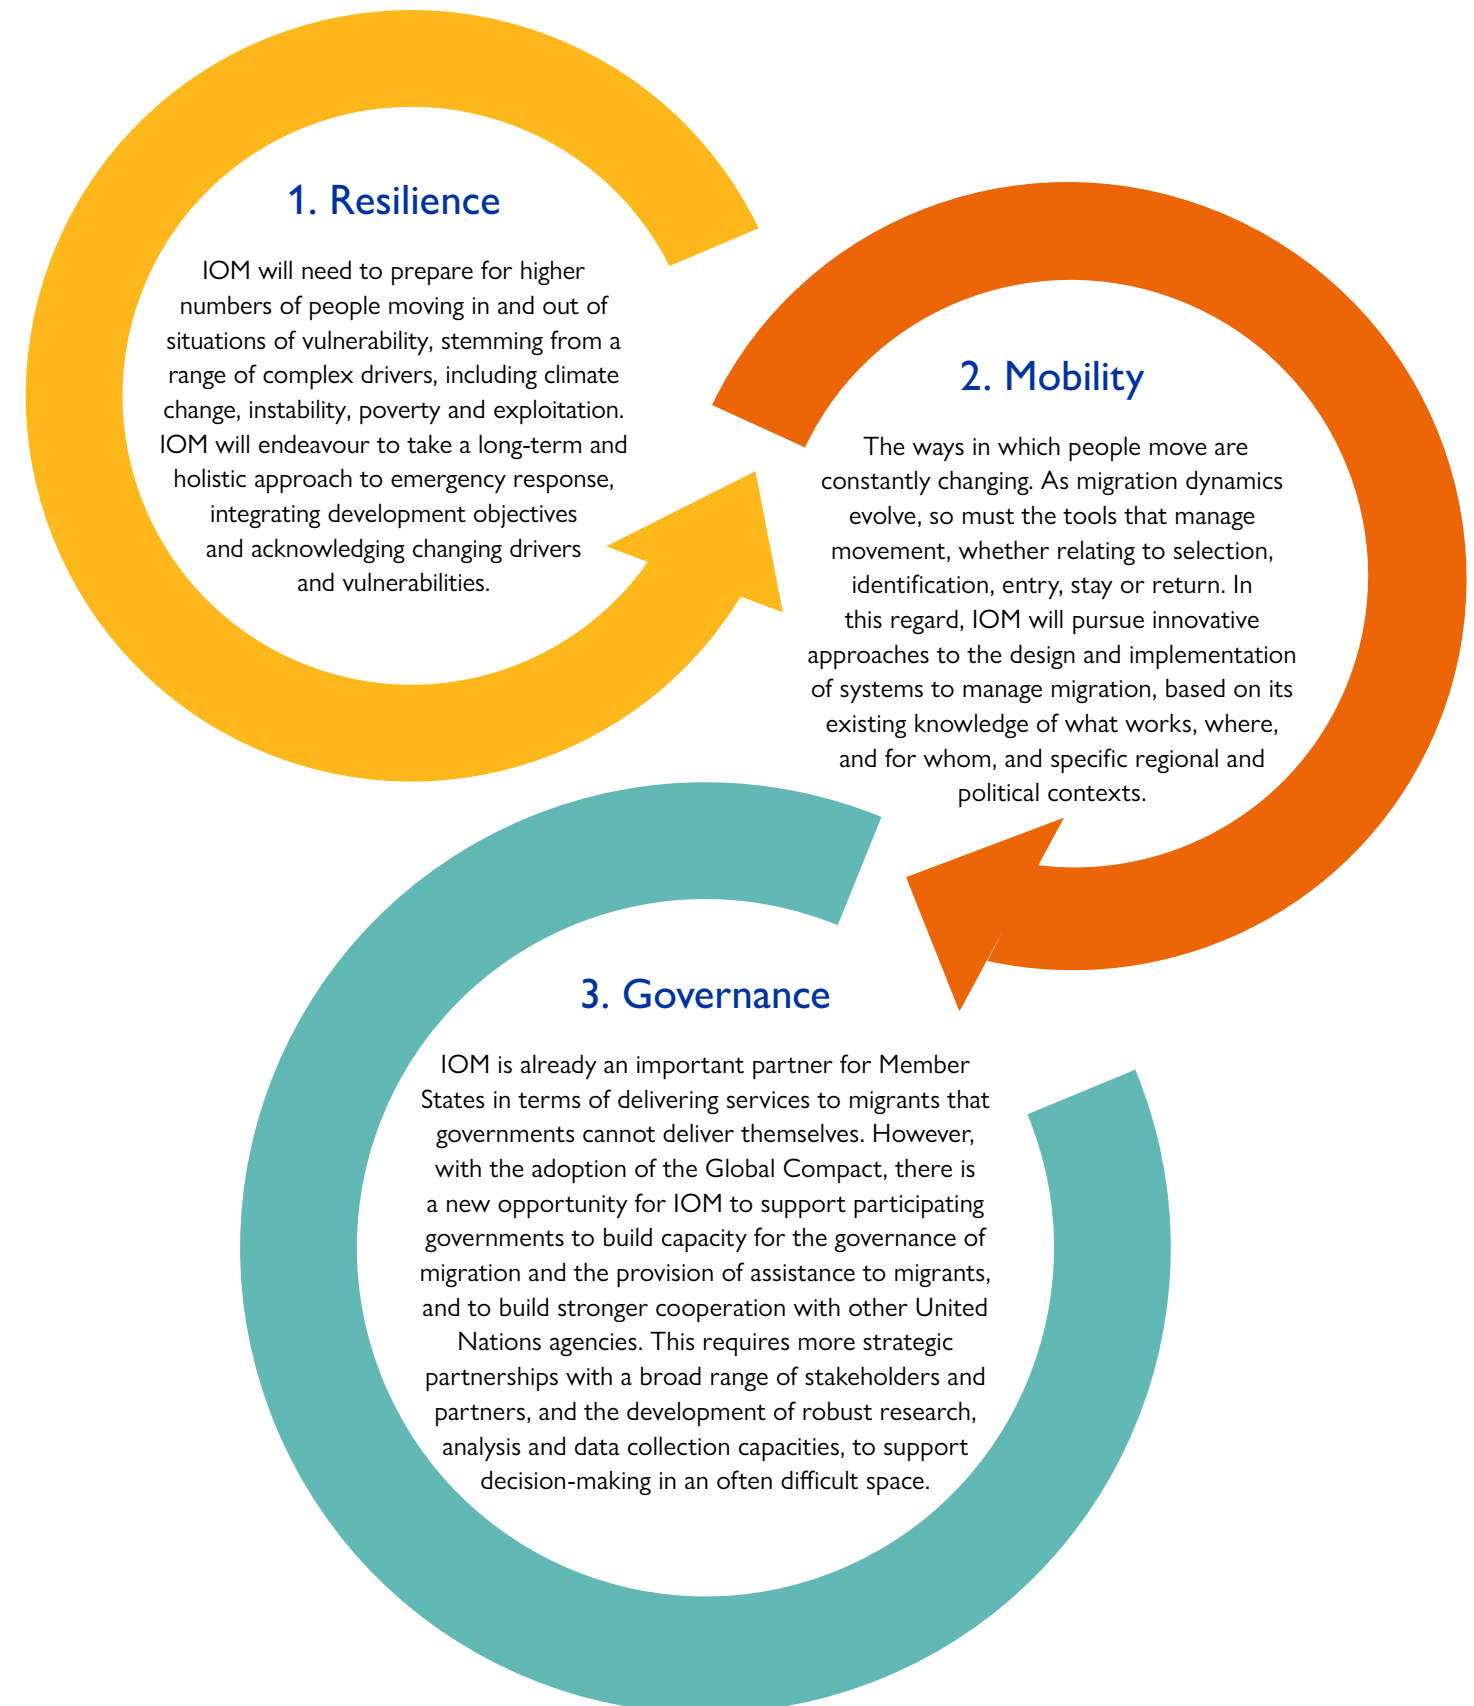 1. Resilience
IOM will need to prepare for higher
numbers of people moving in and out of
situations of vulnerability, stemming from a
range of complex drivers, including climate
change, instability, poverty and exploitation.
IOM will endeavour to take a long-term and
holistic approach to emergency response,
integrating development objectives
and acknowledging changing drivers
and vulnerabilities.
2. Mobility
The ways in which people move are
constantly changing. As migration dynamics
evolve, so must the tools that manage
movement, whether relating to selection,
identification, entry, stay or return. In
this regard, IOM will pursue innovative
approaches to the design and implementation
of systems to manage migration, based on its
existing knowledge of what works, where,
and for whom, and specific regional and
political contexts.
3. Governance
IOM is already an important partner for Member
States in terms of delivering services to migrants that
governments cannot deliver themselves. However,
with the adoption of the Global Compact, there is
a new opportunity for IOM to support participating
governments to build capacity for the governance of
migration and the provision of assistance to migrants,
and to build stronger cooperation with other United
Nations agencies. This requires more strategic
partnerships with a broad range of stakeholders and
partners, and the development of robust research,
analysis and data collection capacities, to support
decision-making in an often difficult space.